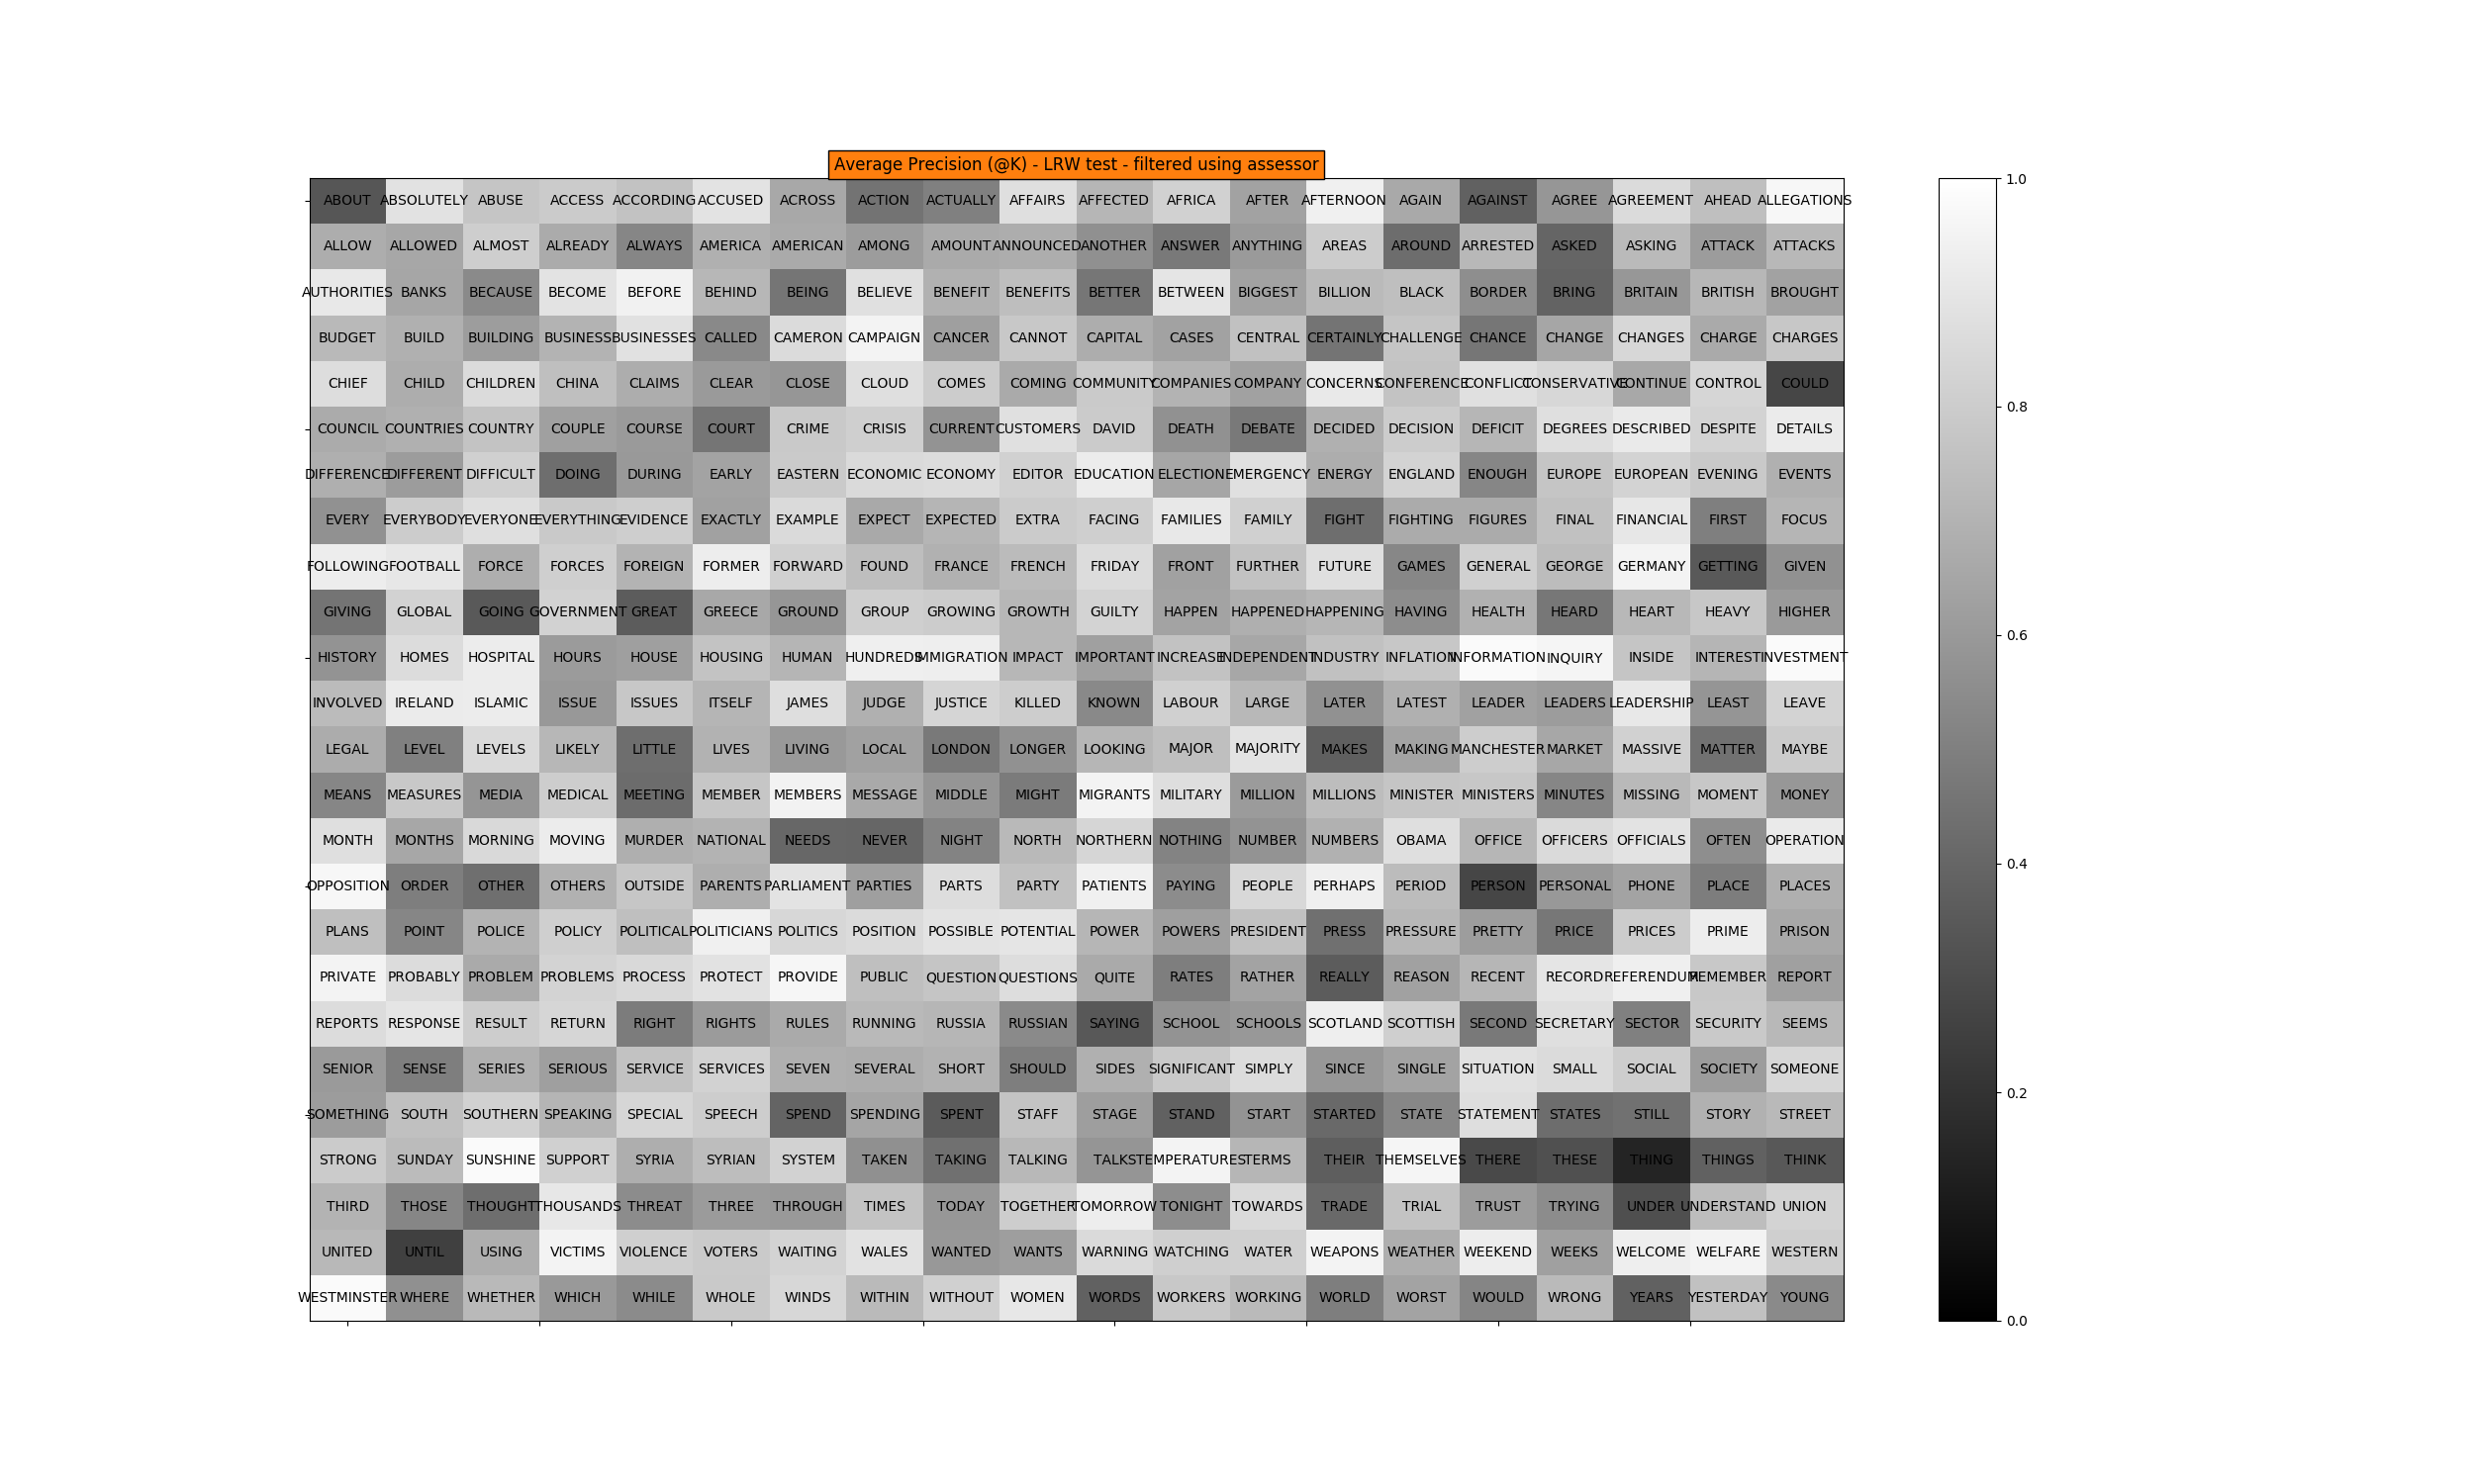 Average Precision (@K) - LRW test - filtered using assessor
ABOUT ABSOLUTELY ABUSE ACCESS ACCORDING ACCUSED ACROSS ACTION ACTUALLY AFFAIRS AFFECTED AFRICA AFTER AFTERNOON AGAIN AGAINST AGREE AGREEMENT AHEAD ALLEGATIONS
ALLOW ALLOWED ALMOST ALREADY ALWAYS AMERICA AMERICAN AMONG AMOUNT ANNOUNCED ANOTHER ANSWER ANYTHING AREAS AROUND ARRESTED ASKED ASKING ATTACK ATTACKS
AUTHORITIES BANKS BECAUSE BECOME BEFORE BEHIND BEING BELIEVE BENEFIT BENEFITS BETTER BETWEEN BIGGEST BILLION BLACK BORDER BRING BRITAIN BRITISH BROUGHT
BUDGET BUILD BUILDING BUSINESS BUSINESSES CALLED CAMERON CAMPAIGN CANCER CANNOT CAPITAL CASES CENTRAL CERTAINLY CHALLENGE CHANCE CHANGE CHANGES CHARGE CHARGES
CHIEF CHILD CHILDREN CHINA CLAIMS CLEAR CLOSE CLOUD COMES COMING COMMUNITY COMPANIES COMPANY CONCERNS CONFERENCE CONFLICT CONSERVATIVE CONTINUE CONTROL COULD
COUNCIL COUNTRIES COUNTRY COUPLE COURSE COURT CRIME CRISIS CURRENT CUSTOMERS DAVID DEATH DEBATE DECIDED DECISION DEFICIT DEGREES DESCRIBED DESPITE DETAILS
DIFFERENCE DIFFERENT DIFFICULT DOING DURING EARLY EASTERN ECONOMIC ECONOMY EDITOR EDUCATION ELECTION EMERGENCY ENERGY ENGLAND ENOUGH EUROPE EUROPEAN EVENING EVENTS
EVERY EVERYBODY EVERYONE EVERYTHING EVIDENCE EXACTLY EXAMPLE EXPECT EXPECTED EXTRA FACING FAMILIES FAMILY FIGHT FIGHTING FIGURES FINAL FINANCIAL FIRST FOCUS
FOLLOWING FOOTBALL FORCE FORCES FOREIGN FORMER FORWARD FOUND FRANCE FRENCH FRIDAY FRONT FURTHER FUTURE GAMES GENERAL GEORGE GERMANY GETTING GIVEN
GIVING GLOBAL GOING GOVERNMENT GREAT GREECE GROUND GROUP GROWING GROWTH GUILTY HAPPEN HAPPENED HAPPENING HAVING HEALTH HEARD HEART HEAVY HIGHER
HISTORY HOMES HOSPITAL HOURS HOUSE HOUSING HUMAN HUNDREDS IMMIGRATION IMPACT IMPORTANT INCREASE INDEPENDENT INDUSTRY INFLATION INFORMATION INQUIRY INSIDE INTEREST INVESTMENT
INVOLVED IRELAND ISLAMIC ISSUE ISSUES ITSELF JAMES JUDGE JUSTICE KILLED KNOWN LABOUR LARGE LATER LATEST LEADER LEADERS LEADERSHIP LEAST LEAVE
LEGAL LEVEL LEVELS LIKELY LITTLE LIVES LIVING LOCAL LONDON LONGER LOOKING MAJOR MAJORITY MAKES MAKING MANCHESTER MARKET MASSIVE MATTER MAYBE
MEANS MEASURES MEDIA MEDICAL MEETING MEMBER MEMBERS MESSAGE MIDDLE MIGHT MIGRANTS MILITARY MILLION MILLIONS MINISTER MINISTERS MINUTES MISSING MOMENT MONEY
MONTH MONTHS MORNING MOVING MURDER NATIONAL NEEDS NEVER NIGHT NORTH NORTHERN NOTHING NUMBER NUMBERS OBAMA OFFICE OFFICERS OFFICIALS OFTEN OPERATION
OPPOSITION ORDER OTHER OTHERS OUTSIDE PARENTS PARLIAMENT PARTIES PARTS PARTY PATIENTS PAYING PEOPLE PERHAPS PERIOD PERSON PERSONAL PHONE PLACE PLACES
PLANS POINT POLICE POLICY POLITICAL POLITICIANS POLITICS POSITION POSSIBLE POTENTIAL POWER POWERS PRESIDENT PRESS PRESSURE PRETTY PRICE PRICES PRIME PRISON
PRIVATE PROBABLY PROBLEM PROBLEMS PROCESS PROTECT PROVIDE PUBLIC QUESTION QUESTIONS QUITE RATES RATHER REALLY REASON RECENT RECORD REFERENDUM REMEMBER REPORT
REPORTS RESPONSE RESULT RETURN RIGHT RIGHTS RULES RUNNING RUSSIA RUSSIAN SAYING SCHOOL SCHOOLS SCOTLAND SCOTTISH SECOND SECRETARY SECTOR SECURITY SEEMS
SENIOR SENSE SERIES SERIOUS SERVICE SERVICES SEVEN SEVERAL SHORT SHOULD SIDES SIGNIFICANT SIMPLY SINCE SINGLE SITUATION SMALL SOCIAL SOCIETY SOMEONE
SOMETHING SOUTH SOUTHERN SPEAKING SPECIAL SPEECH SPEND SPENDING SPENT STAFF STAGE STAND START STARTED STATE STATEMENT STATES STILL STORY STREET
STRONG SUNDAY SUNSHINE SUPPORT SYRIA SYRIAN SYSTEM TAKEN TAKING TALKING TALKS TEMPERATURES TERMS THEIR THEMSELVES THERE THESE THING THINGS THINK
THIRD THOSE THOUGHT THOUSANDS THREAT THREE THROUGH TIMES TODAY TOGETHER TOMORROW TONIGHT TOWARDS TRADE TRIAL TRUST TRYING UNDER UNDERSTAND UNION
UNITED UNTIL USING VICTIMS VIOLENCE VOTERS WAITING WALES WANTED WANTS WARNING WATCHING WATER WEAPONS WEATHER WEEKEND WEEKS WELCOME WELFARE WESTERN
WESTMINSTER WHERE WHETHER WHICH WHILE WHOLE WINDS WITHIN WITHOUT WOMEN WORDS WORKERS WORKING WORLD WORST WOULD WRONG YEARS YESTERDAY YOUNG
1.0
0.8
0.6
0.4
0.2
0.0